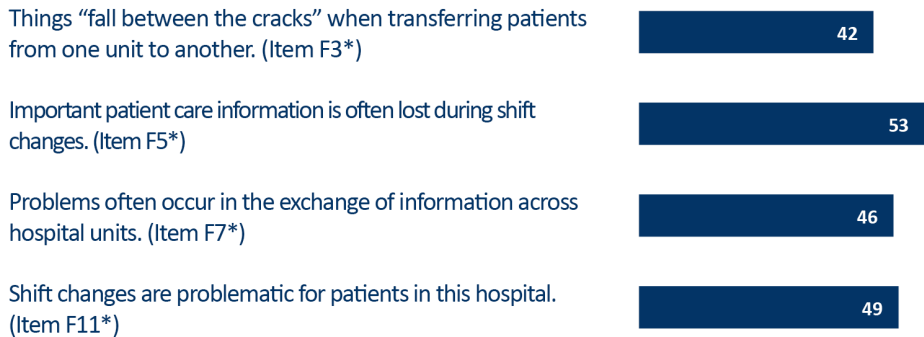 Things “fall between the cracks” when transferring patients
from one unit to another. (Item F3*)
42
Important patient care information is often lost during shift
changes. (Item F5*)
53
Problems often occur in the exchange of information across
hospital units. (Item F7*)
46
Shift changes are problematic for patients in this hospital.
(Item F11*)
49